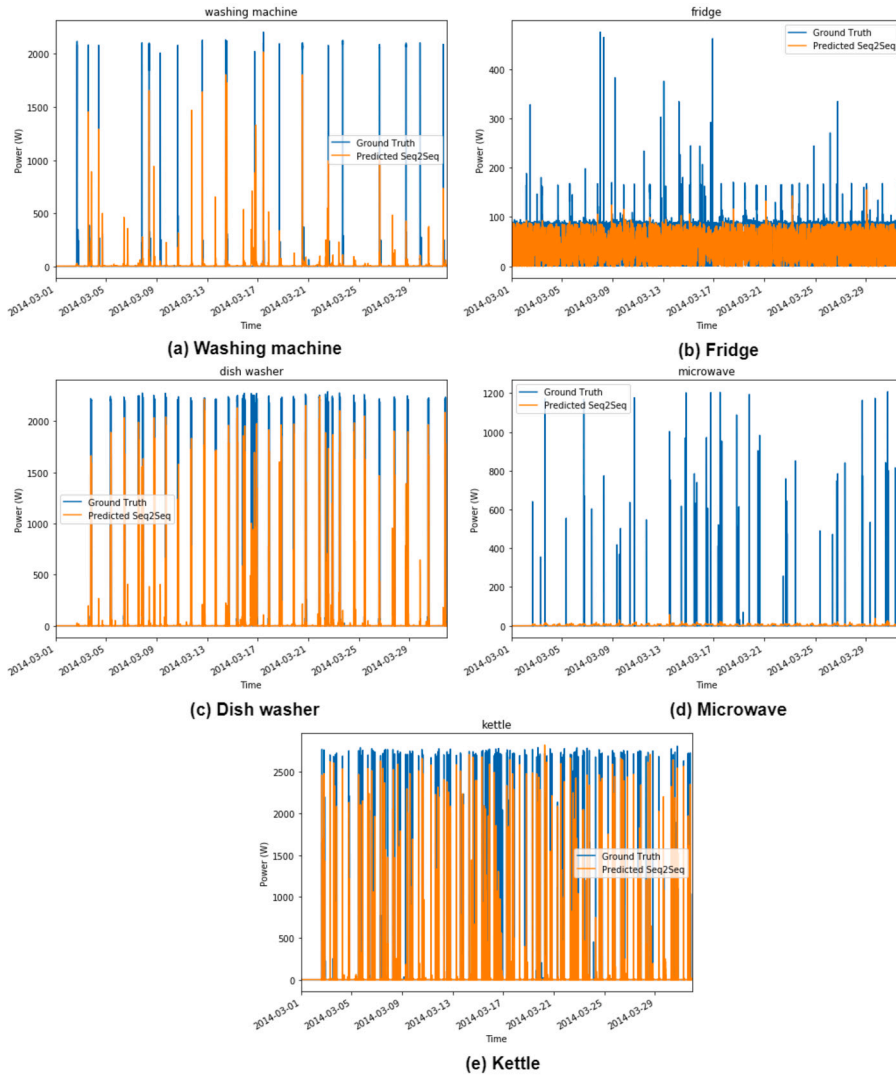 washing machine
Power (W)
2000
1500
1000
500
0
Ground Truth
Predicted Seq2Seq
2014-03-01
2014-03-05
2014-03-09
2014-03-13
2014-03-17
2014-03-21
2014-03-25
2014-03-29
Time
(a) Washing machine
fridge
Power (W)
400
300
200
100
0
Ground Truth
Predicted Seq2Seq
2014-03-01
2014-03-05
2014-03-09
2014-03-13
2014-03-17
2014-03-21
2014-03-25
2014-03-29
Time
(b) Fridge
dish washer
Power (W)
2000
1500
1000
500
0
Ground Truth
Predicted Seq2Seq
2014-03-01
2014-03-05
2014-03-09
2014-03-13
2014-03-17
2014-03-21
2014-03-25
2014-03-29
Time
(c) Dish washer
microwave
Power (W)
1200
1000
800
600
400
200
0
Ground Truth
Predicted Seq2Seq
2014-03-01
2014-03-05
2014-03-09
2014-03-13
2014-03-17
2014-03-21
2014-03-25
2014-03-29
Time
(d) Microwave
kettle
Power (W)
2500
2000
1500
1000
500
0
Ground Truth
Predicted Seq2Seq
2014-03-01
2014-03-05
2014-03-09
2014-03-13
2014-03-17
2014-03-21
2014-03-25
2014-03-29
Time
(e) Kettle